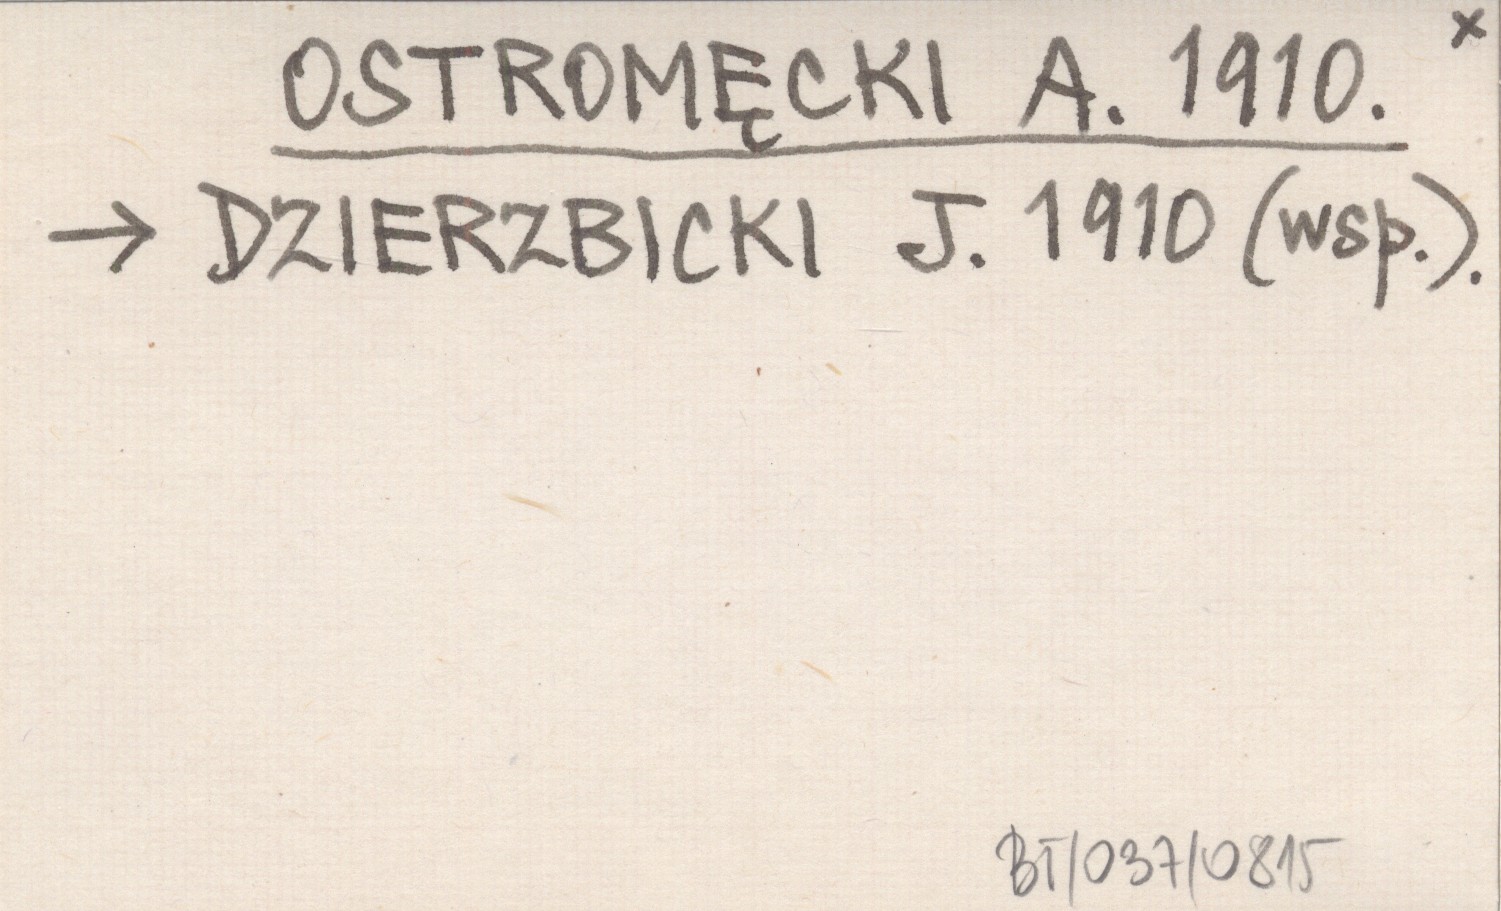 x
OSTROMĘCKI A. 1910.
→ DZIERZBICKI J. 1910 (wsp.).
BT/037/0815